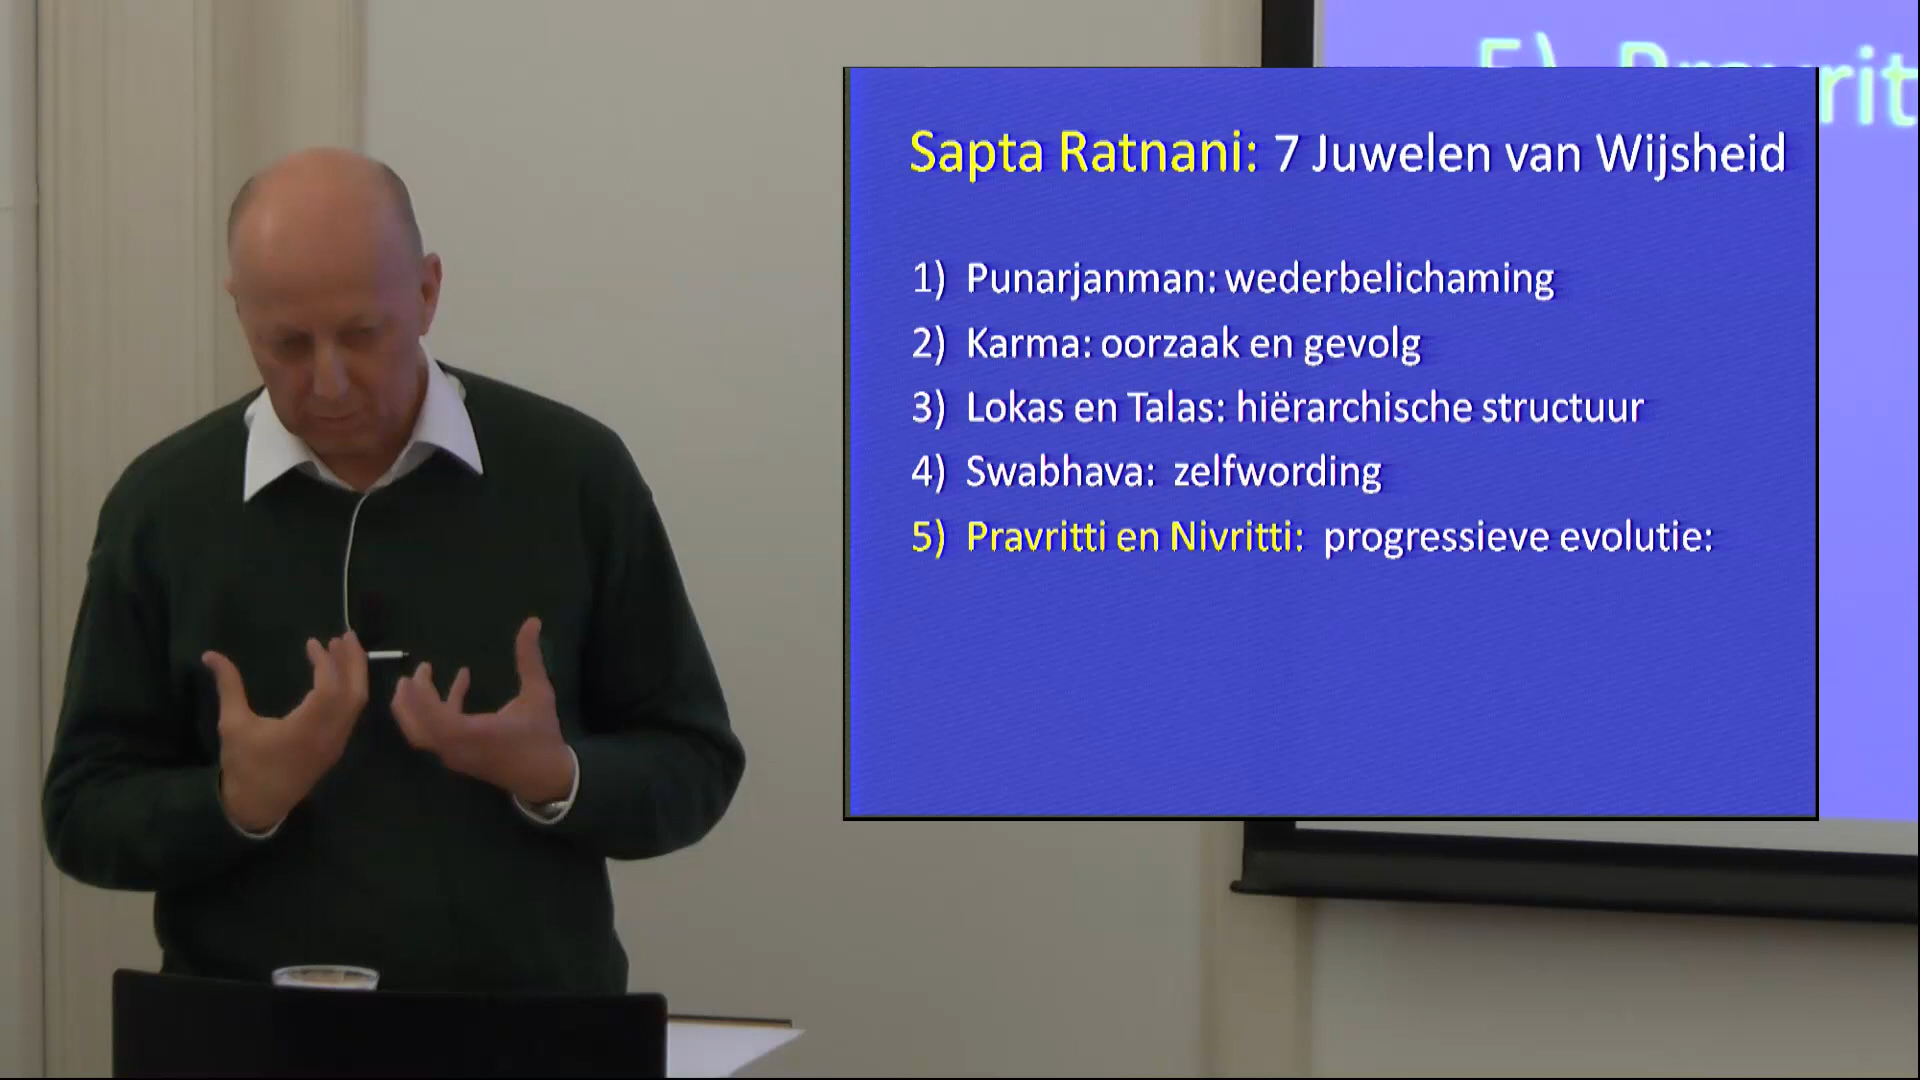 Sapta Ratnani: 7 Juwelen van Wijsheid
1) Punarjanman: wederbelichaming
2) Karma: oorzaak en gevolg
3) Lokas en Talas: hiërarchische structuur
4) Swabhava: zelfwording
5) Pravritti en Nivritti: progressieve evolutie: